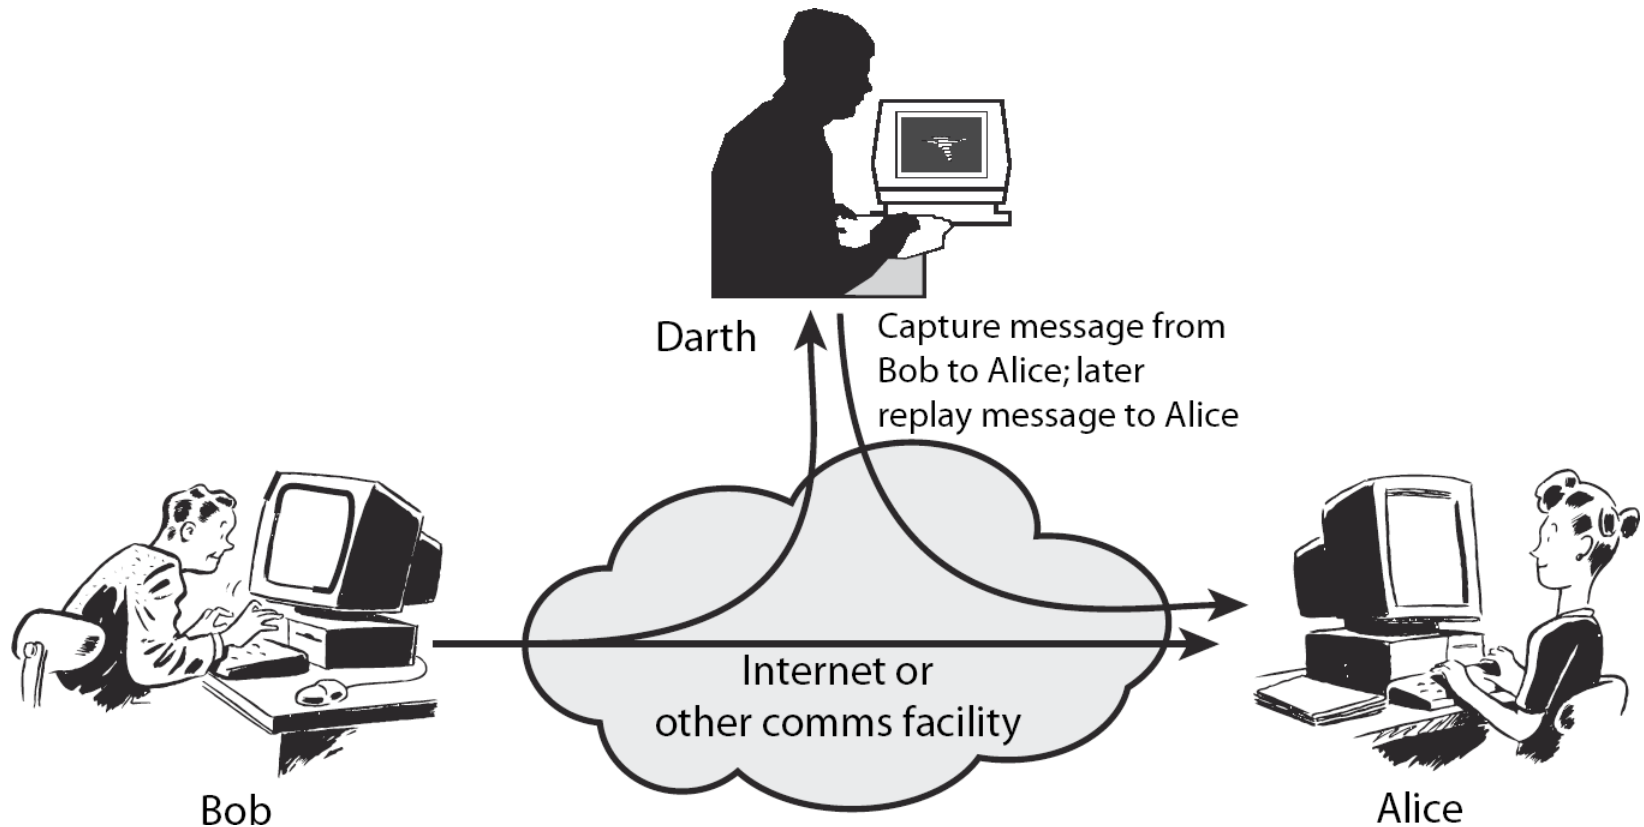 Darth
Capture message from
Bob to Alice; later
replay message to Alice
Internet or
other comms facility
Bob
Alice